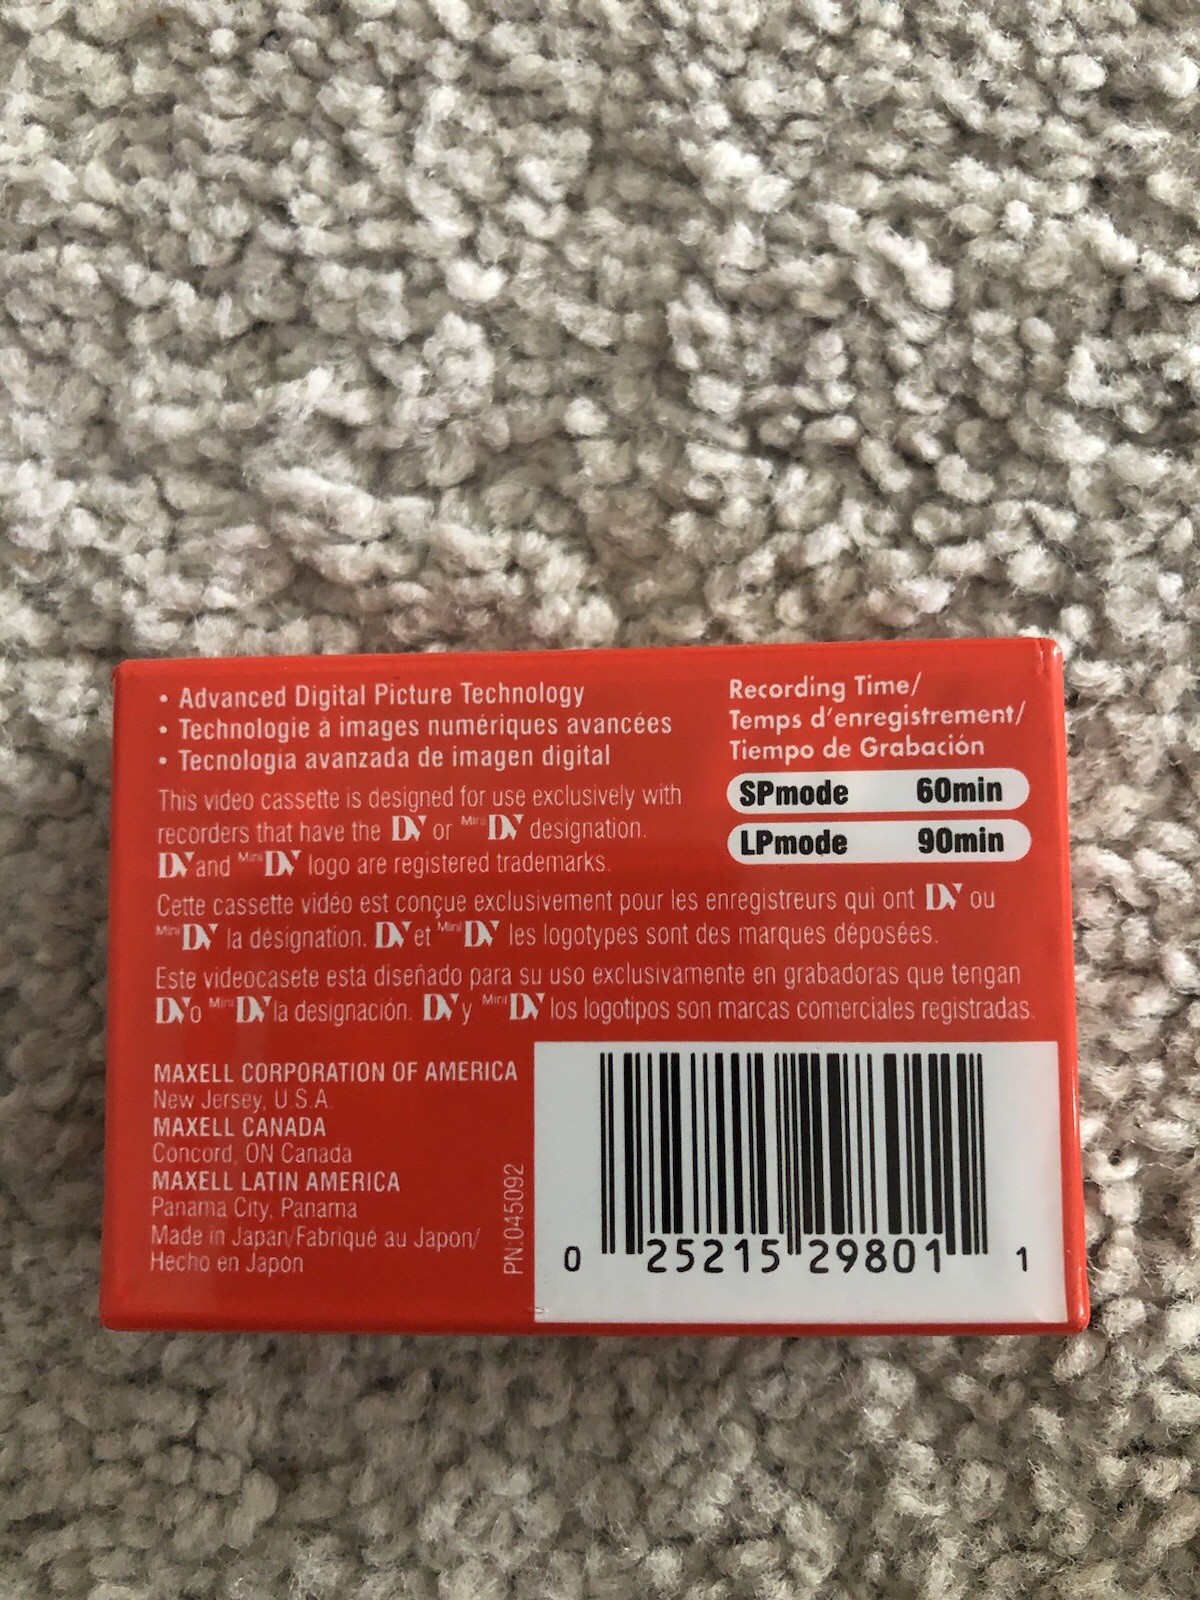 • Advanced Digital Picture Technology
• Technologie à images numériques avancées
• Tecnologia avanzada de imagen digital
This video cassette is designed for use exclusively with
recorders that have the DV or Mini DV designation.
DV and Mini DV logo are registered trademarks.
Recording Time/
Temps d'enregistrement/
Tiempo de Grabación
SPmode 60min
LPmode 90min
Cette cassette vidéo est conçue exclusivement pour les enregistreurs qui ont DV ou
Mini DV la désignation. DV et Mini DV les logotypes sont des marques déposées.
Este videocasete está diseñado para su uso exclusivamente en grabadoras que tengan
DV o Mini DV la designación. DV y Mini DV los logotipos son marcas comerciales registradas.
MAXELL CORPORATION OF AMERICA
New Jersey, U.S.A.
MAXELL CANADA
Concord, ON Canada
MAXELL LATIN AMERICA
Panama City, Panama
Made in Japan/Fabriqué au Japon/
Hecho en Japón
PN:045092
0 25215 29801 1